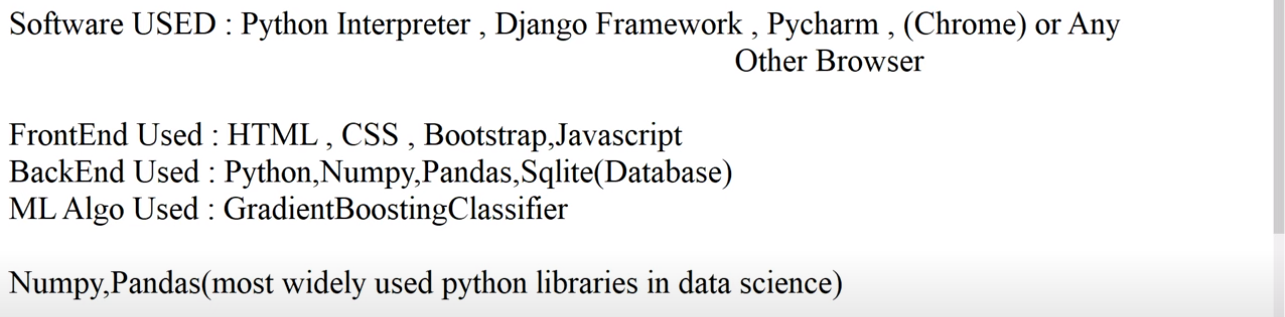 Software USED : Python Interpreter , Django Framework , Pycharm , (Chrome) or Any
Other Browser
FrontEnd Used : HTML , CSS , Bootstrap,Javascript
BackEnd Used : Python,Numpy,Pandas,Sqlite(Database)
ML Algo Used : GradientBoostingClassifier
Numpy,Pandas(most widely used python libraries in data science)